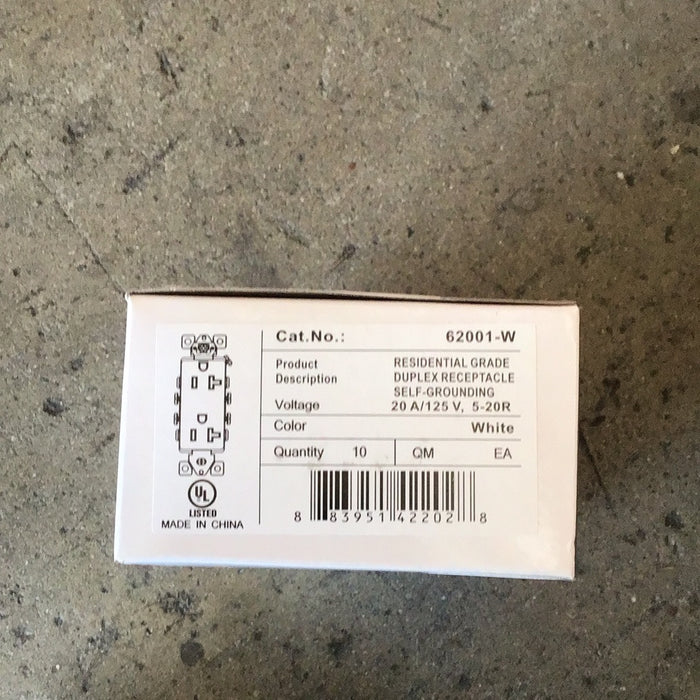 Cat.No.: 62001-W
Product Description RESIDENTIAL GRADE
DUPLEX RECEPTACLE
SELF-GROUNDING
Voltage 20 A/125 V, 5-20R
Color White
Quantity 10 QM EA
UL
LISTED
MADE IN CHINA
8 83951 42202 8